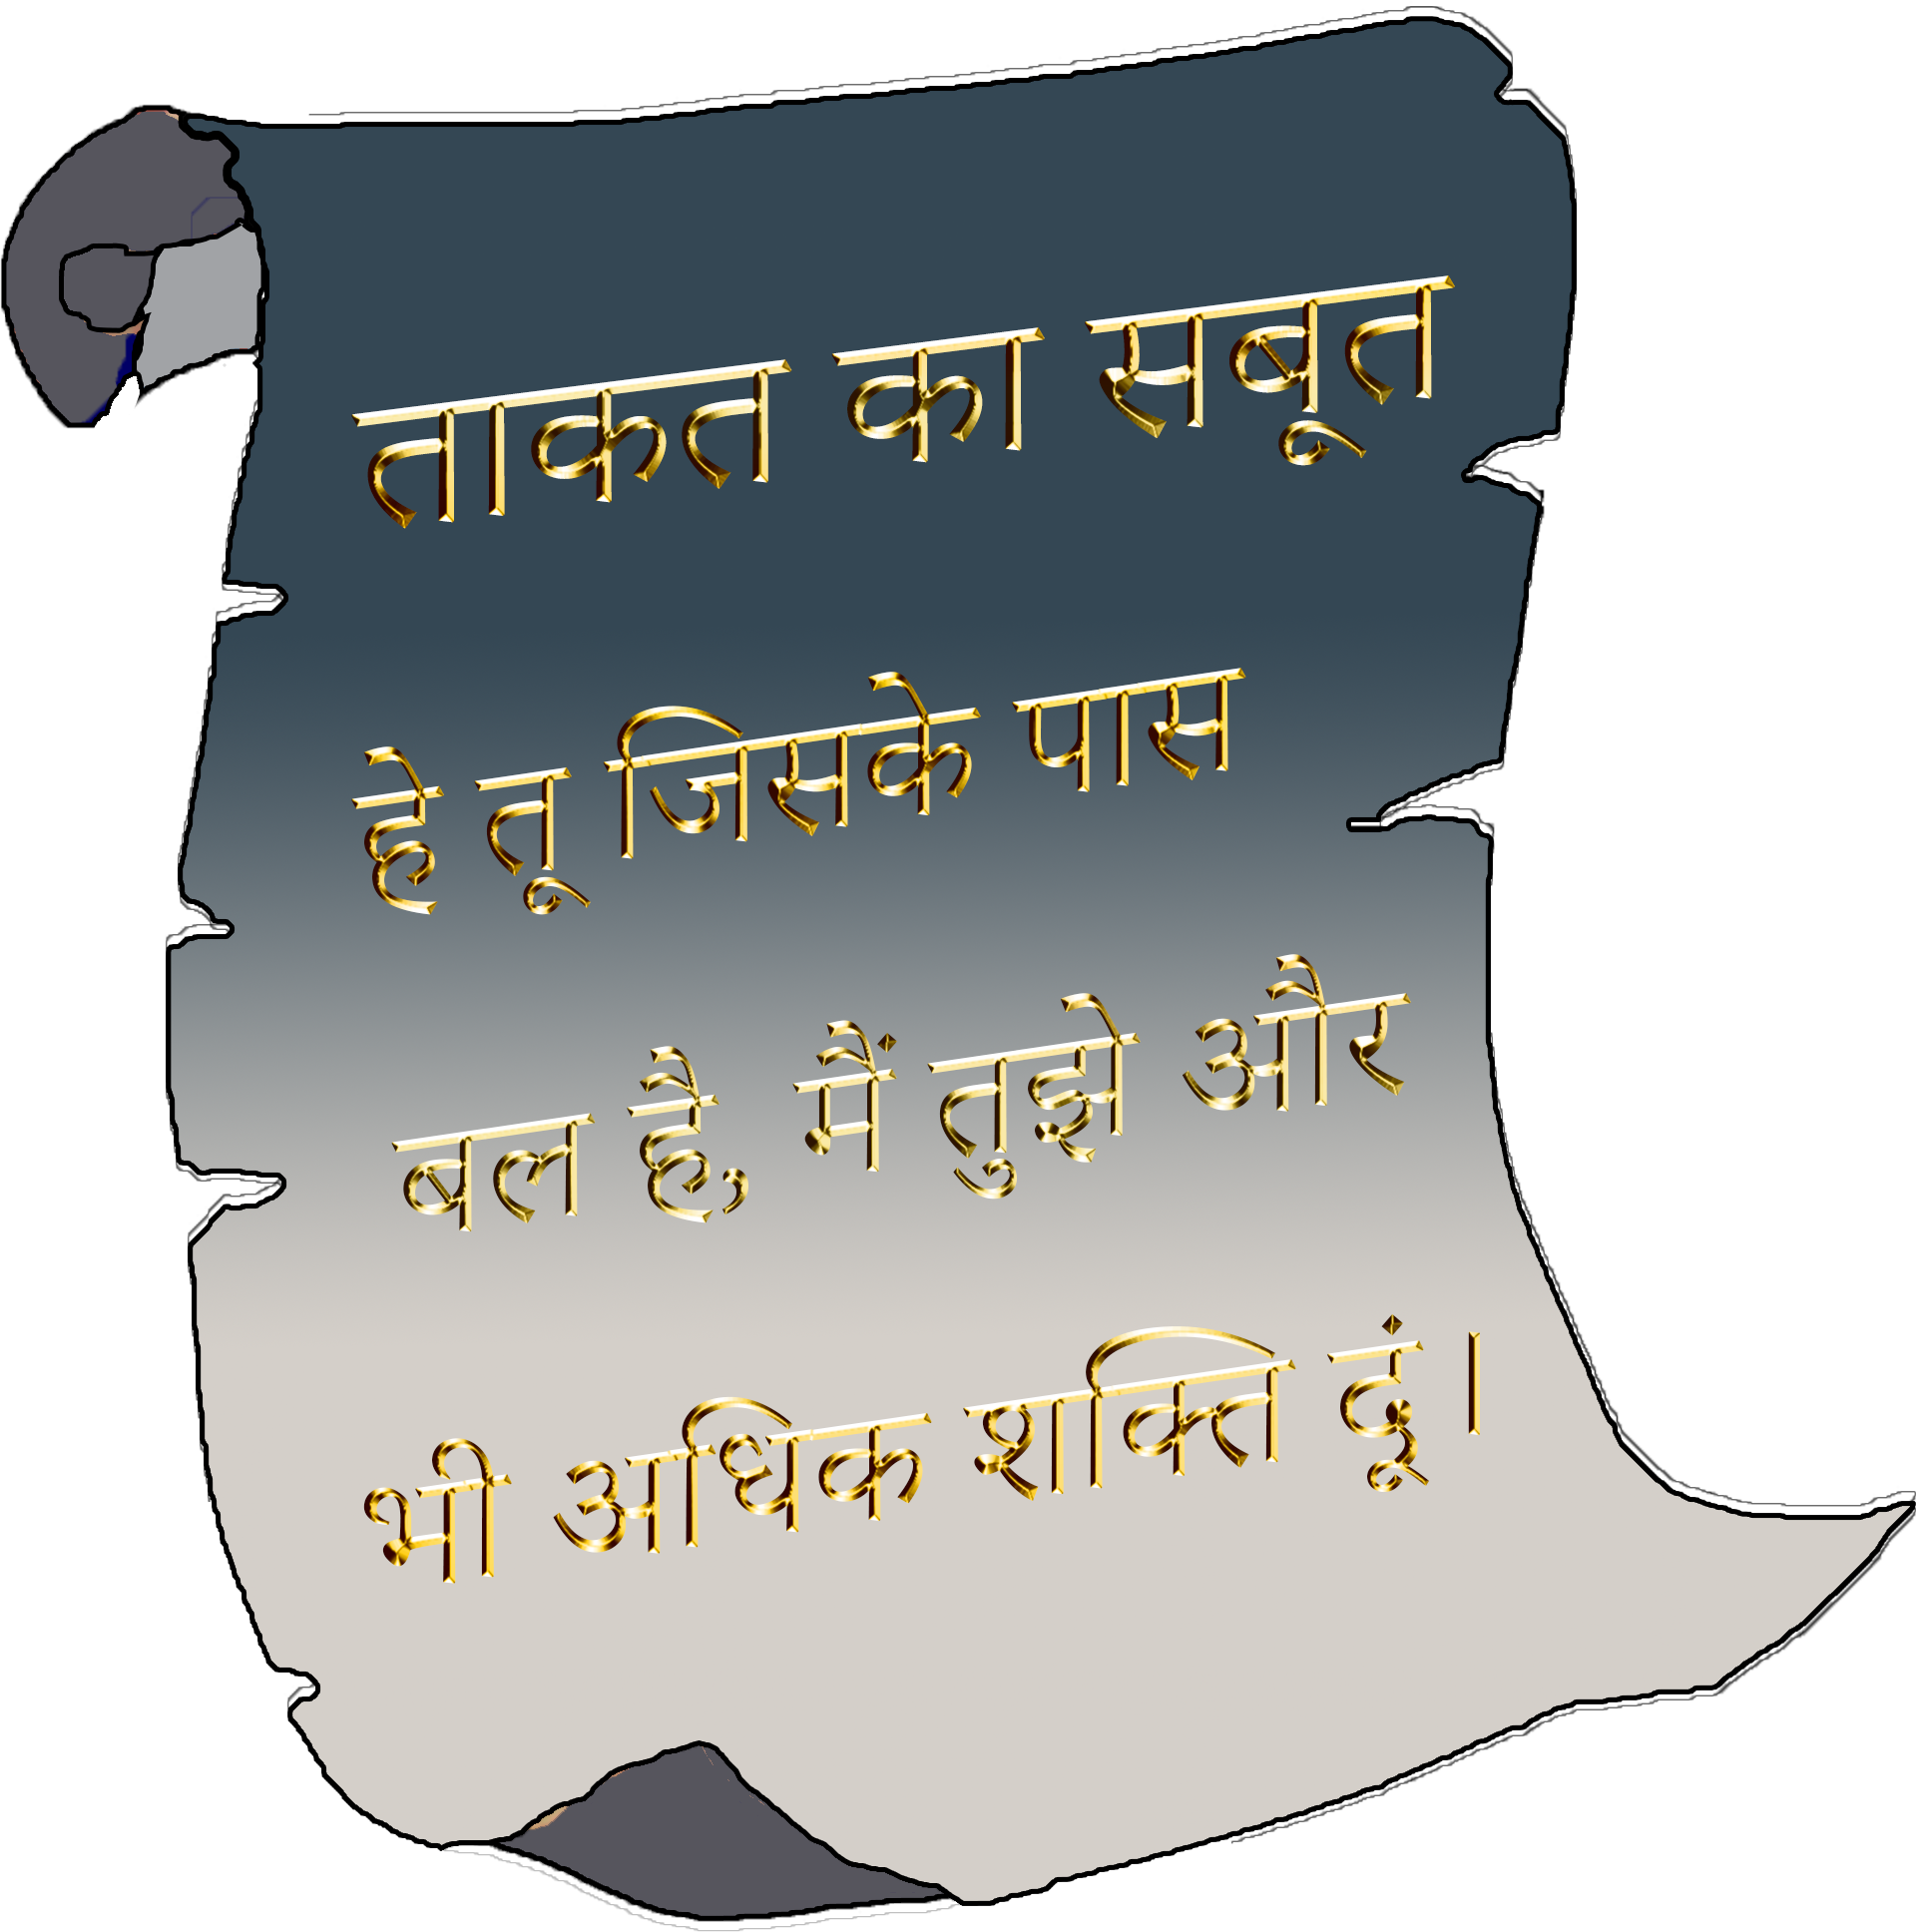 ताकत का सबूत
हे तू जिसके पास
बल है, मैं तुझे और
भी अधिक शक्ति दूं।